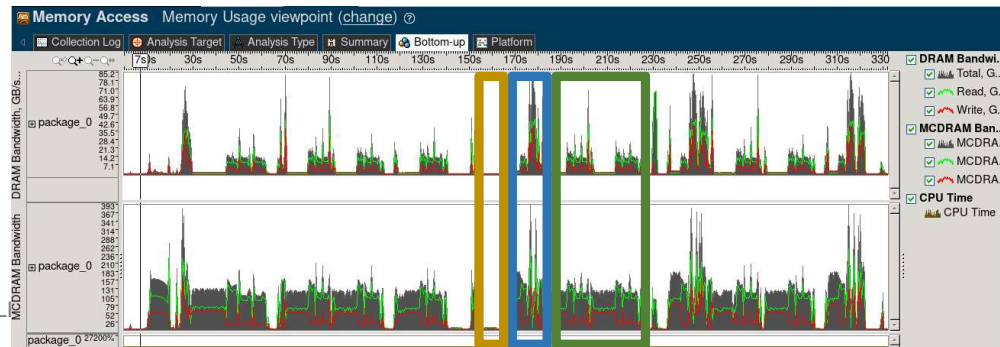 Memory Access Memory Usage viewpoint (change)
Collection Log Analysis Target Analysis Type Summary Bottom-up Platform
7s 30s 50s 70s 90s 110s 130s 150s 170s 190s 210s 230s 250s 270s 290s 310s 330
DRAM Bandwidth, GB/s...
package_0
85.2
78.1
71.0
63.9
56.8
49.7
42.6
35.5
28.4
21.3
14.2
7.1
MCDRAM Bandwidth
package_0
393
367
341
314
288
262
236
210
183
157
131
105
79
52
26
package_0 27200%
DRAM Bandwi...
Total, G..
Read, G..
Write, G..
MCDRAM Ban...
MCDRA..
MCDRA..
MCDRA..
CPU Time
CPU Time